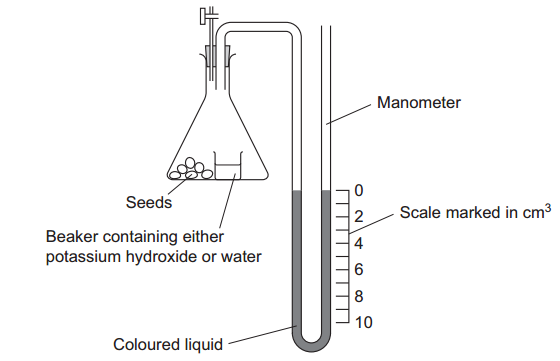 Manometer
0
2
4
6
8
10
Scale marked in cm³
Seeds
Beaker containing either
potassium hydroxide or water
Coloured liquid